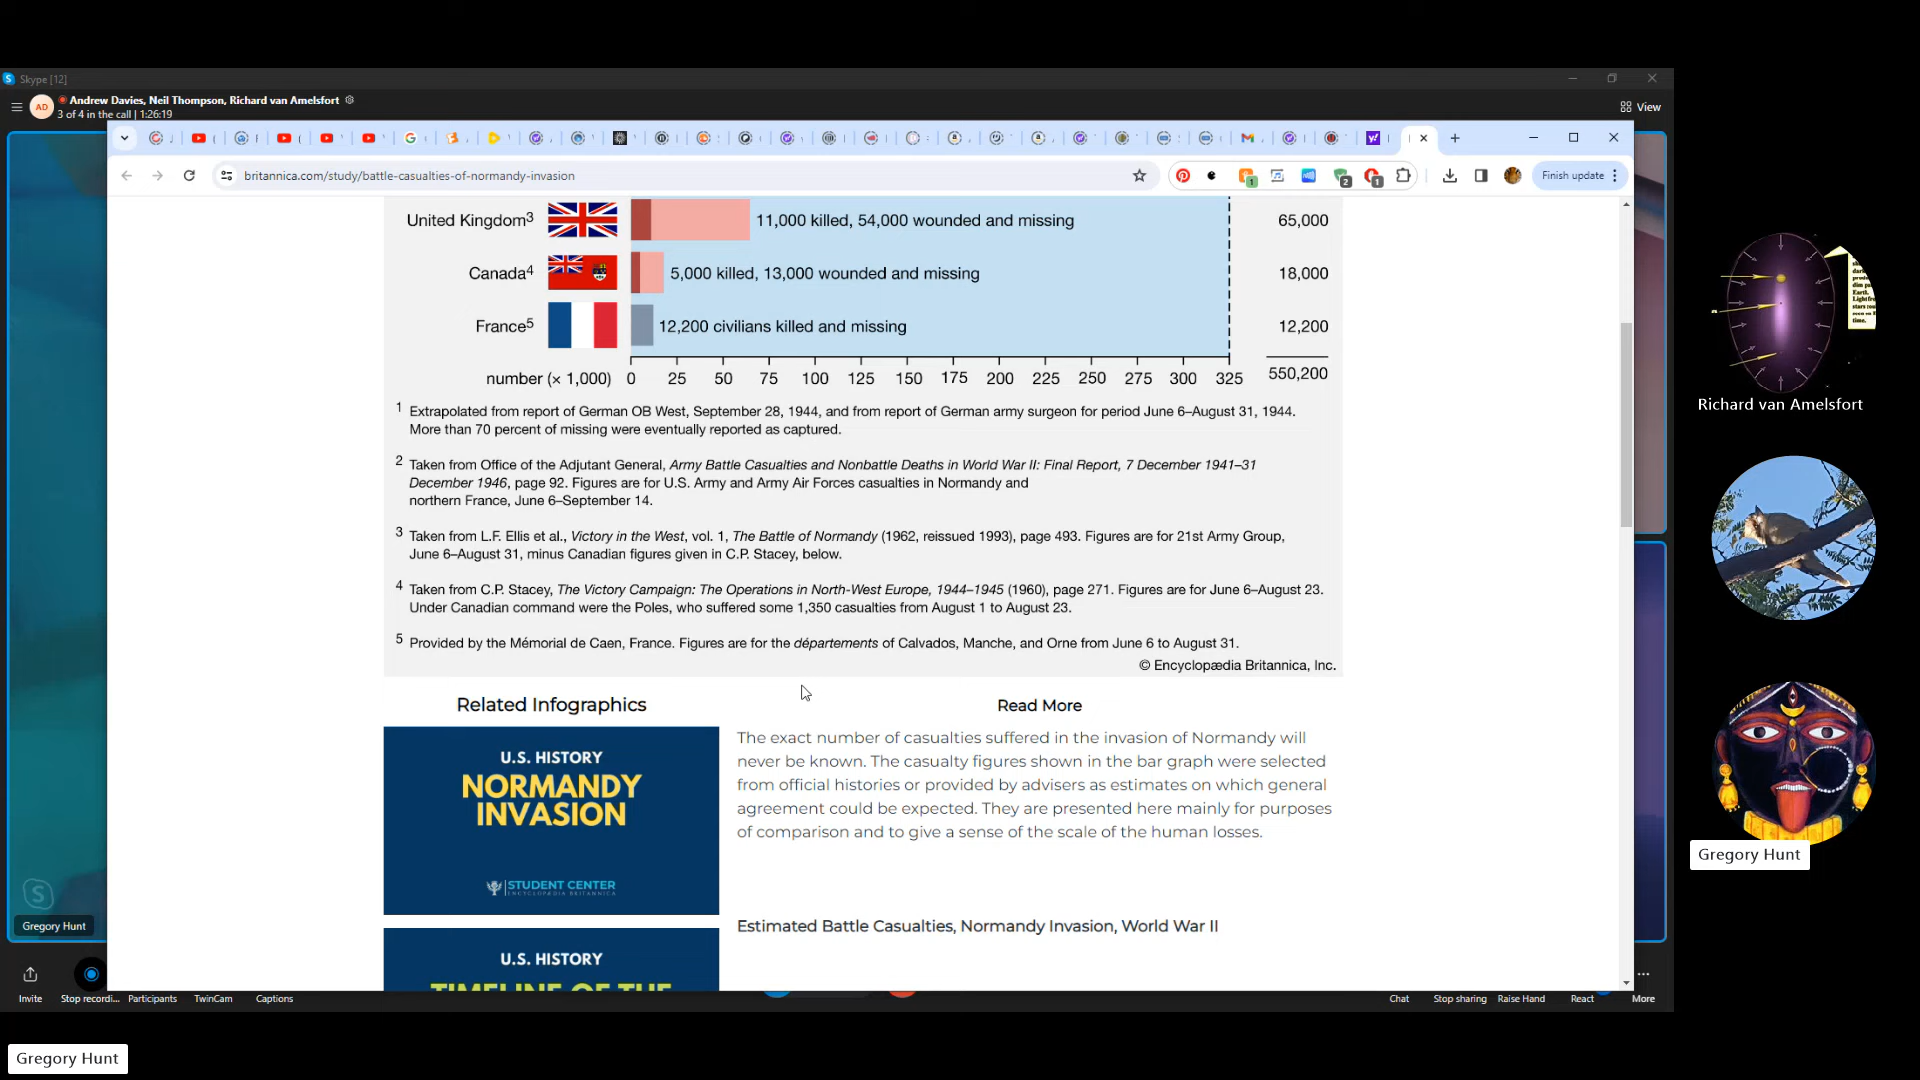 Skype [12]
AD
Andrew Davies, Neil Thompson, Richard van Amelsfort
3 of 4 in the call | 1:26:19
View
britannica.com/study/battle-casualties-of-normandy-invasion
1
2
1
Finish update
United Kingdom3
11,000 killed, 54,000 wounded and missing
65,000
Canada4
5,000 killed, 13,000 wounded and missing
18,000
France5
12,200 civilians killed and missing
12,200
number (× 1,000) 0 25 50 75 100 125 150 175 200 225 250 275 300 325
550,200
1 Extrapolated from report of German OB West, September 28, 1944, and from report of German army surgeon for period June 6–August 31, 1944.
More than 70 percent of missing were eventually reported as captured.
2 Taken from Office of the Adjutant General, Army Battle Casualties and Nonbattle Deaths in World War II: Final Report, 7 December 1941–31
December 1946, page 92. Figures are for U.S. Army and Army Air Forces casualties in Normandy and
northern France, June 6–September 14.
3 Taken from L.F. Ellis et al., Victory in the West, vol. 1, The Battle of Normandy (1962, reissued 1993), page 493. Figures are for 21st Army Group,
June 6–August 31, minus Canadian figures given in C.P. Stacey, below.
4 Taken from C.P. Stacey, The Victory Campaign: The Operations in North-West Europe, 1944–1945 (1960), page 271. Figures are for June 6–August 23.
Under Canadian command were the Poles, who suffered some 1,350 casualties from August 1 to August 23.
5 Provided by the Mémorial de Caen, France. Figures are for the départements of Calvados, Manche, and Orne from June 6 to August 31.
© Encyclopædia Britannica, Inc.
Related Infographics
U.S. HISTORY
NORMANDY
INVASION
STUDENT CENTER
ENCYCLOPÆDIA BRITANNICA
U.S. HISTORY
TIMELINE OF THE
Read More
The exact number of casualties suffered in the invasion of Normandy will
never be known. The casualty figures shown in the bar graph were selected
from official histories or provided by advisers as estimates on which general
agreement could be expected. They are presented here mainly for purposes
of comparison and to give a sense of the scale of the human losses.
Estimated Battle Casualties, Normandy Invasion, World War II
Gregory Hunt
Invite
Stop recordi...
Participants
TwinCam
Captions
Chat
Stop sharing
Raise Hand
React
More
Earth.
time.
Richard van Amelsfort
Gregory Hunt
Gregory Hunt